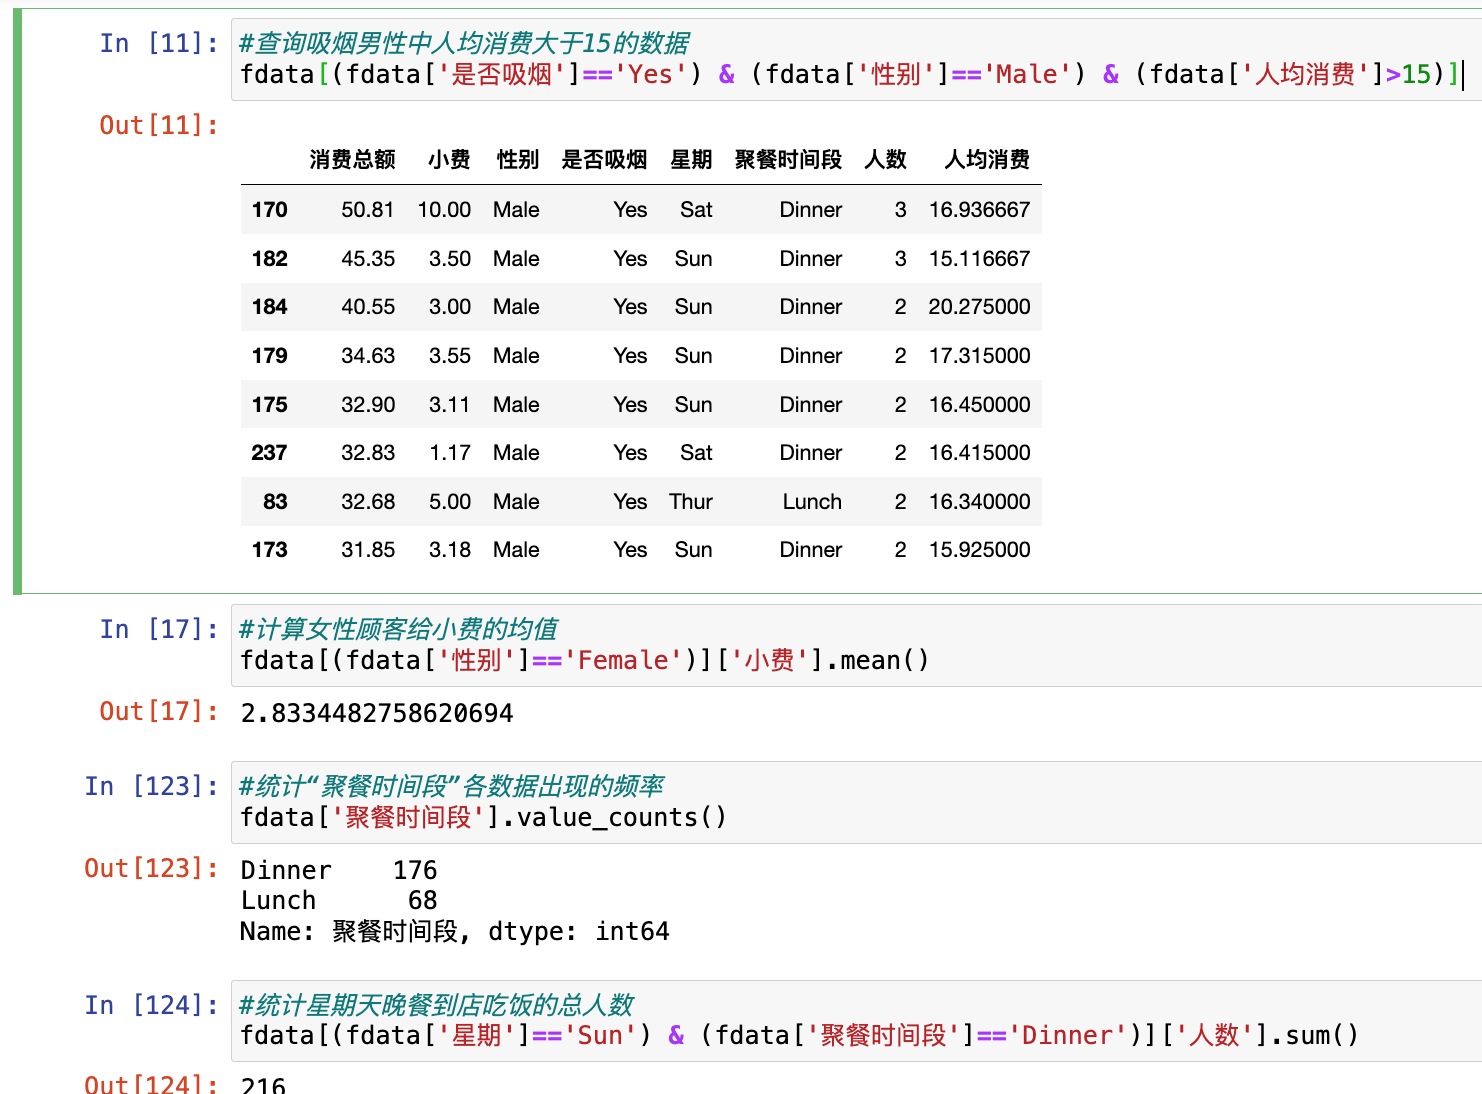 In [11]: #查询吸烟男性中人均消费大于15的数据
fdata[(fdata['是否吸烟']=='Yes') & (fdata['性别']=='Male') & (fdata['人均消费']>15)]
Out[11]:
消费总额 小费 性别 是否吸烟 星期 聚餐时间段 人数 人均消费
170 50.81 10.00 Male Yes Sat Dinner 3 16.936667
182 45.35 3.50 Male Yes Sun Dinner 3 15.116667
184 40.55 3.00 Male Yes Sun Dinner 2 20.275000
179 34.63 3.55 Male Yes Sun Dinner 2 17.315000
175 32.90 3.11 Male Yes Sun Dinner 2 16.450000
237 32.83 1.17 Male Yes Sat Dinner 2 16.415000
83 32.68 5.00 Male Yes Thur Lunch 2 16.340000
173 31.85 3.18 Male Yes Sun Dinner 2 15.925000
In [17]: #计算女性顾客给小费的均值
fdata[(fdata['性别']=='Female')]['小费'].mean()
Out[17]: 2.8334482758620694
In [123]: #统计“聚餐时间段”各数据出现的频率
fdata['聚餐时间段'].value_counts()
Out[123]: Dinner 176
Lunch 68
Name: 聚餐时间段, dtype: int64
In [124]: #统计星期天晚餐到店吃饭的总人数
fdata[(fdata['星期']=='Sun') & (fdata['聚餐时间段']=='Dinner')]['人数'].sum()
Out[124]: 216